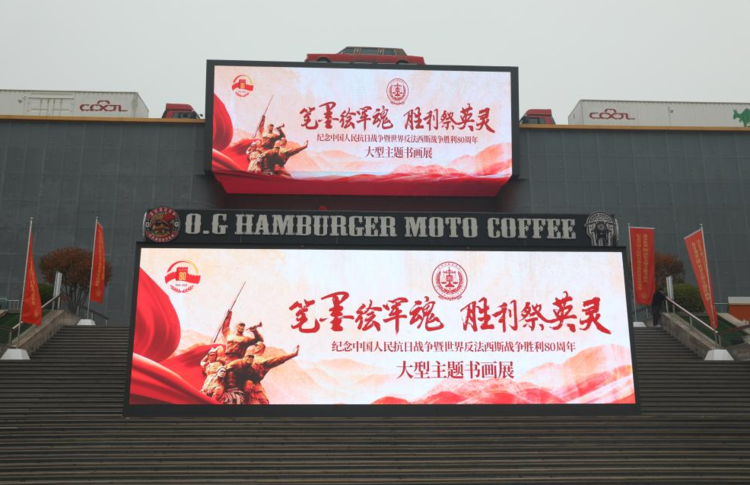 COOL
COOL
笔墨绘军魂 胜利祭英灵
纪念中国人民抗日战争暨世界反法西斯战争胜利80周年
大型主题书画展
O.G HAMBURGER MOTO COFFEE
笔墨绘军魂 胜利祭英灵
纪念中国人民抗日战争暨世界反法西斯战争胜利80周年
大型主题书画展